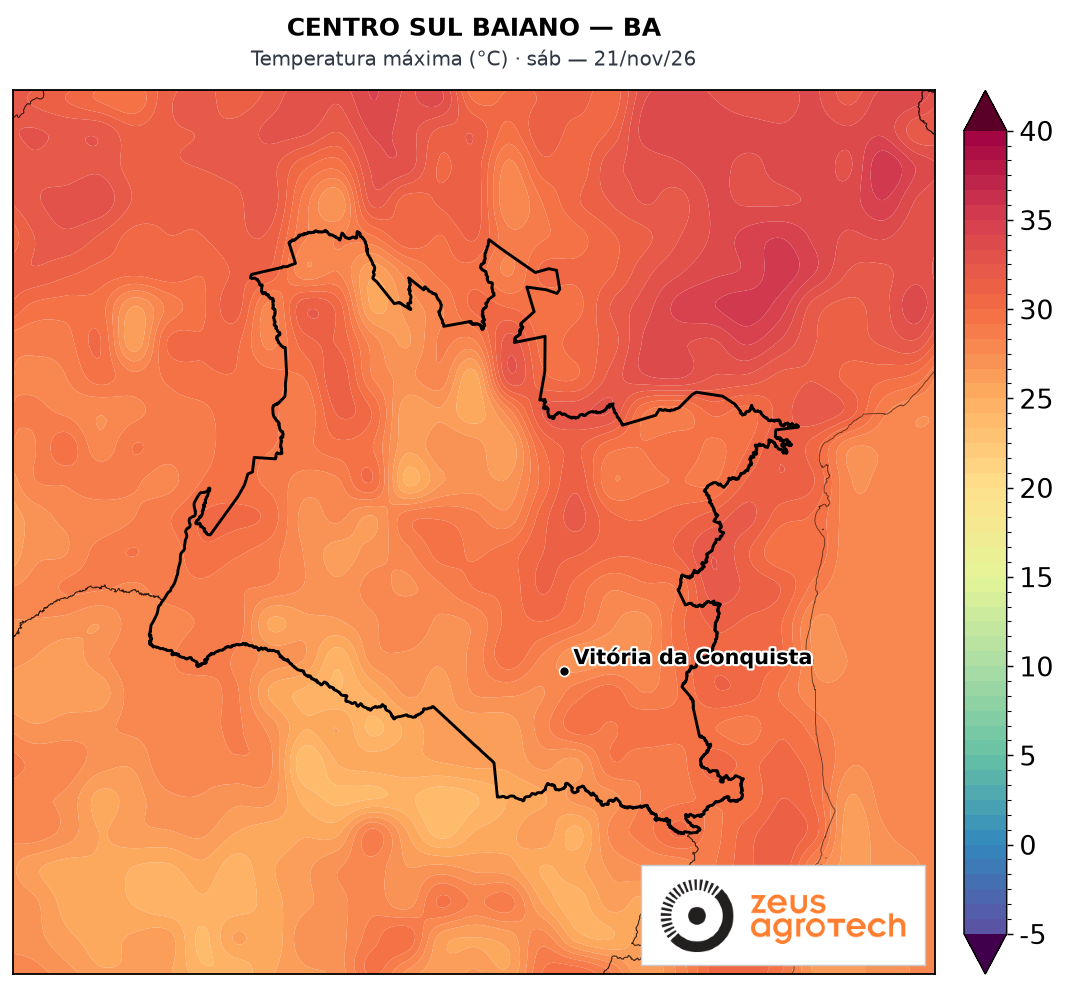 CENTRO SUL BAIANO — BA
Temperatura máxima (°C) · sáb — 21/nov/26
40
35
30
25
20
15
10
5
0
-5
Vitória da Conquista
zeus
agrotech